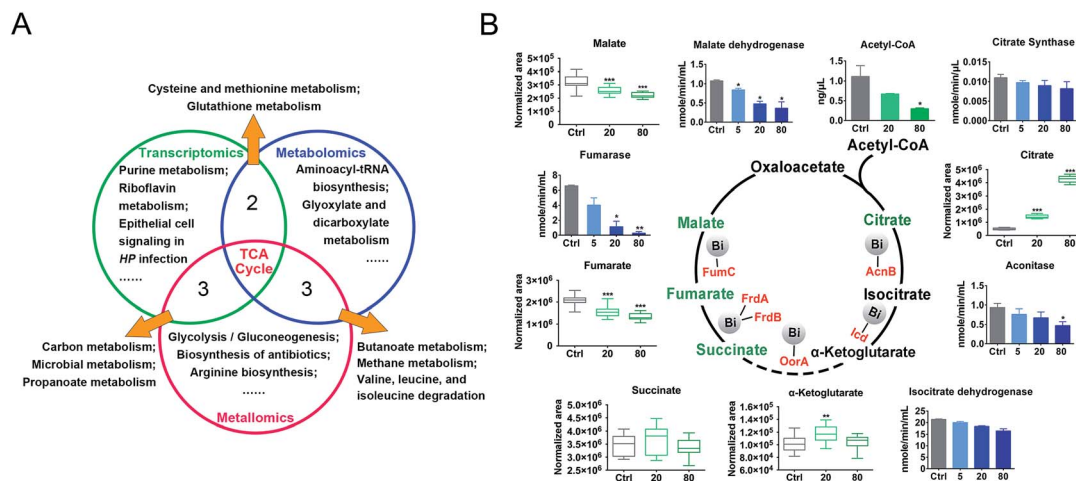 A
Cysteine and methionine metabolism;
Glutathione metabolism
Transcriptomics
Purine metabolism;
Riboflavin
metabolism;
Epithelial cell
signaling in
HP infection
......
Metabolomics
Aminoacyl-tRNA
biosynthesis;
Glyoxylate and
dicarboxylate
metabolism
......
2
TCA
Cycle
3
3
Carbon metabolism;
Microbial metabolism;
Propanoate metabolism
Glycolysis / Gluconeogenesis;
Biosynthesis of antibiotics;
Arginine biosynthesis;
......
Metallomics
Butanoate metabolism;
Methane metabolism;
Valine, leucine, and
isoleucine degradation
B
Malate
Normalized area
5×10⁵
4×10⁵
3×10⁵
2×10⁵
1×10⁵
0
***
***
Ctrl 20 80
Malate dehydrogenase
nmole/min/mL
1.5
1.0
0.5
0.0
*
*
*
Ctrl 5 20 80
Acetyl-CoA
ng/μL
1.5
1.0
0.5
0.0
*
Ctrl 20 80
Citrate Synthase
nmole/min/μL
0.015
0.010
0.005
0.000
Ctrl 5 20 80
Fumarase
nmole/min/mL
8
6
4
2
0
*
**
Ctrl 5 20 80
Acetyl-CoA
Oxaloacetate
Malate
Bi
FumC
Fumarate
FrdA
Bi
FrdB
Succinate
Bi
OorA
α-Ketoglutarate
Icd
Bi
Isocitrate
AcnB
Bi
Citrate
Citrate
Normalized area
5×10⁶
4×10⁶
3×10⁶
2×10⁶
1×10⁶
0
***
***
Ctrl 20 80
Fumarate
Normalized area
3×10⁶
2×10⁶
1×10⁶
0
***
***
Ctrl 20 80
Aconitase
nmole/min/mL
1.5
1.0
0.5
0.0
*
Ctrl 5 20 80
Succinate
Normalized area
5.0×10⁶
4.5×10⁶
4.0×10⁶
3.5×10⁶
3.0×10⁶
2.5×10⁶
Ctrl 20 80
α-Ketoglutarate
Normalized area
1.6×10⁵
1.4×10⁵
1.2×10⁵
1.0×10⁵
8.0×10⁴
6.0×10⁴
**
Ctrl 20 80
Isocitrate dehydrogenase
nmole/min/mL
25
20
15
10
5
0
Ctrl 5 20 80